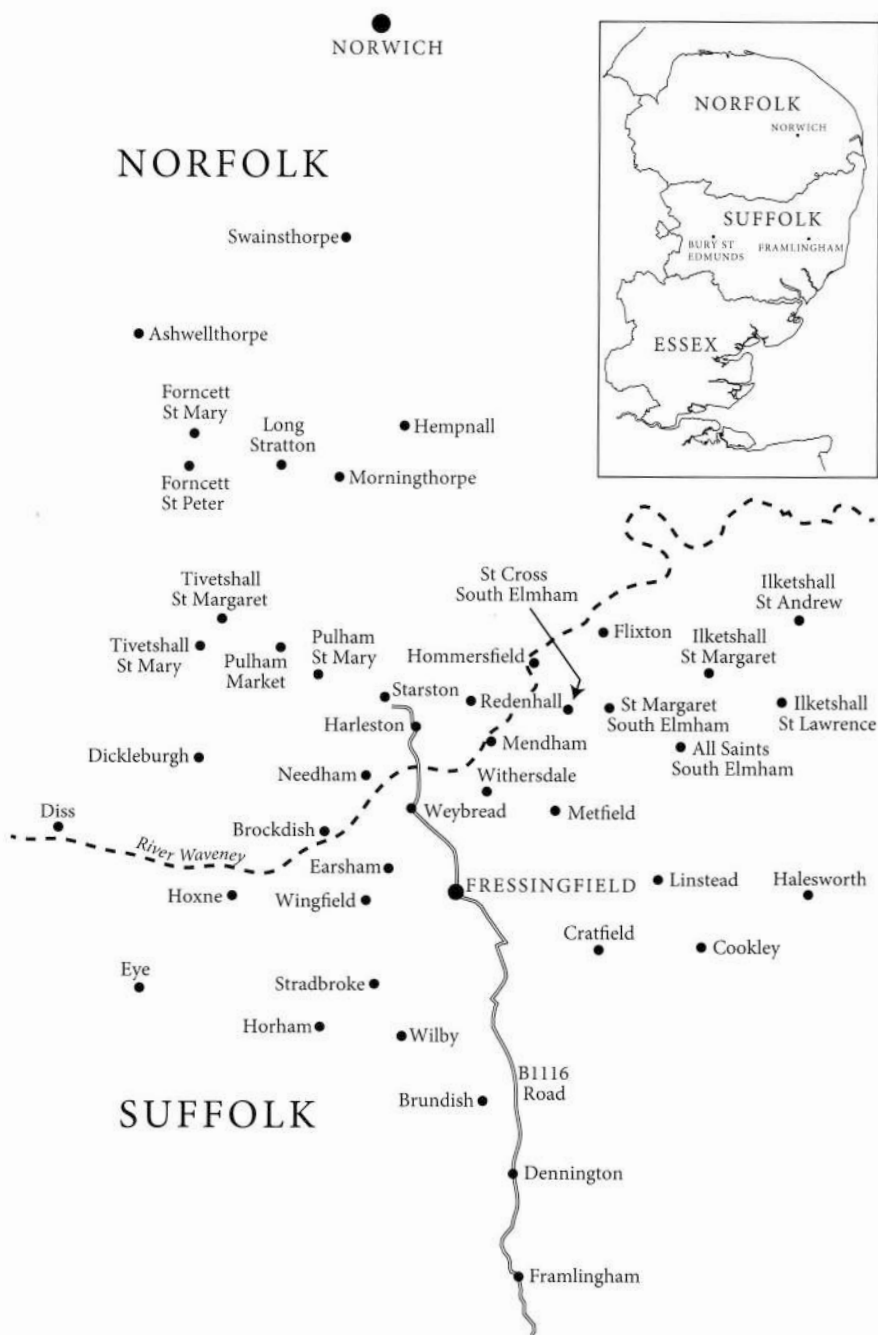 NORWICH
NORFOLK
NORFOLK
NORWICH
SUFFOLK
BURY ST
EDMUNDS
FRAMLINGHAM
ESSEX
Swainsthorpe
Ashwellthorpe
Forncett
St Mary
Long
Stratton
Hempnall
Forncett
St Peter
Morningthorpe
Tivetshall
St Margaret
St Cross
South Elmham
Ilketshall
St Andrew
Tivetshall
St Mary
Pulham
Market
Pulham
St Mary
Hommersfield
Flixton
Ilketshall
St Margaret
Starston
Redenhall
St Margaret
South Elmham
Ilketshall
St Lawrence
Harleston
Mendham
All Saints
South Elmham
Dickleburgh
Needham
Withersdale
Diss
Weybread
Metfield
Brockdish
River Waveney
Earsham
Hoxne
Wingfield
FRESSINGFIELD
Linstead
Halesworth
Cratfield
Cookley
Eye
Stradbroke
Horham
Wilby
B1116
Road
SUFFOLK
Brundish
Dennington
Framlingham